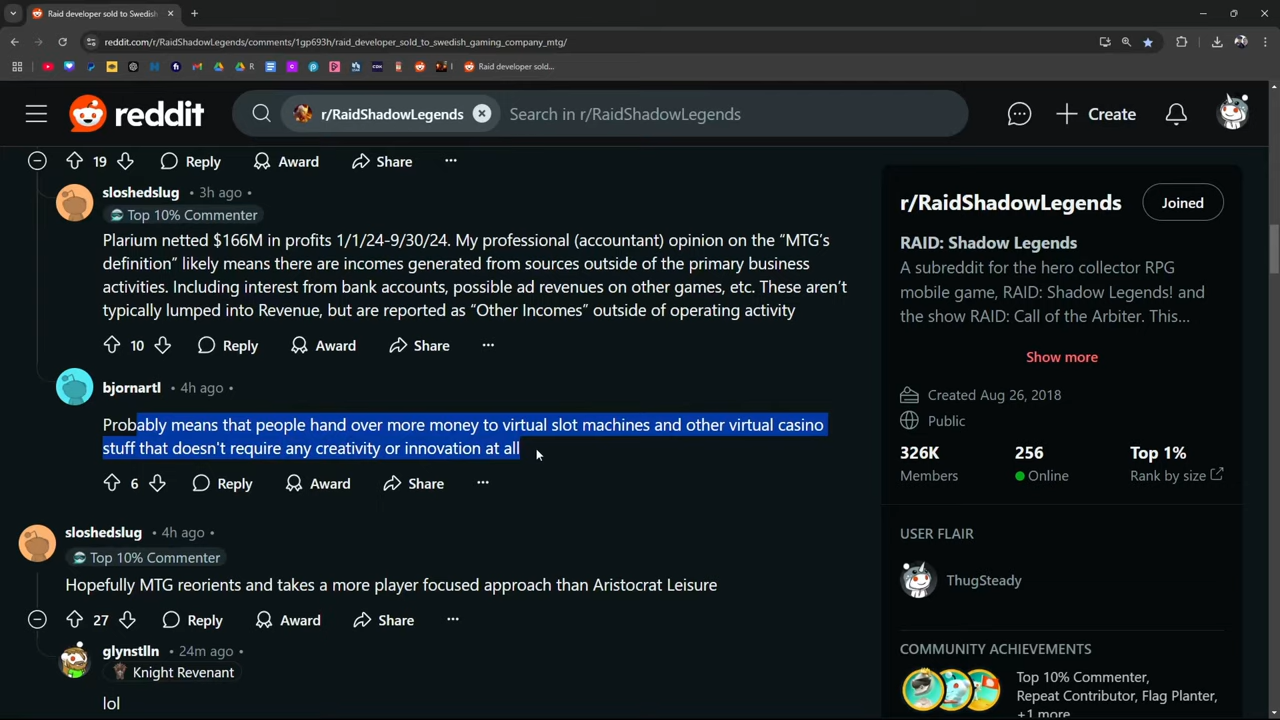 Raid developer sold to Swedish
reddit.com/r/RaidShadowLegends/comments/1gp693h/raid_developer_sold_to_swedish_gaming_company_mtg/
R
Raid developer sold...
reddit
r/RaidShadowLegends
Search in r/RaidShadowLegends
Create
19
Reply
Award
Share
sloshedslug • 3h ago •
Top 10% Commenter
Plarium netted $166M in profits 1/1/24-9/30/24. My professional (accountant) opinion on the “MTG’s
definition” likely means there are incomes generated from sources outside of the primary business
activities. Including interest from bank accounts, possible ad revenues on other games, etc. These aren’t
typically lumped into Revenue, but are reported as “Other Incomes” outside of operating activity
10
Reply
Award
Share
bjornartl • 4h ago •
Probably means that people hand over more money to virtual slot machines and other virtual casino
stuff that doesn't require any creativity or innovation at all
6
Reply
Award
Share
sloshedslug • 4h ago •
Top 10% Commenter
Hopefully MTG reorients and takes a more player focused approach than Aristocrat Leisure
27
Reply
Award
Share
glynstlln • 24m ago •
Knight Revenant
lol
r/RaidShadowLegends
Joined
RAID: Shadow Legends
A subreddit for the hero collector RPG
mobile game, RAID: Shadow Legends! and
the show RAID: Call of the Arbiter. This...
Show more
Created Aug 26, 2018
Public
326K
256
Top 1%
Members
Online
Rank by size
USER FLAIR
ThugSteady
COMMUNITY ACHIEVEMENTS
Top 10% Commenter,
Repeat Contributor, Flag Planter,
+1 more